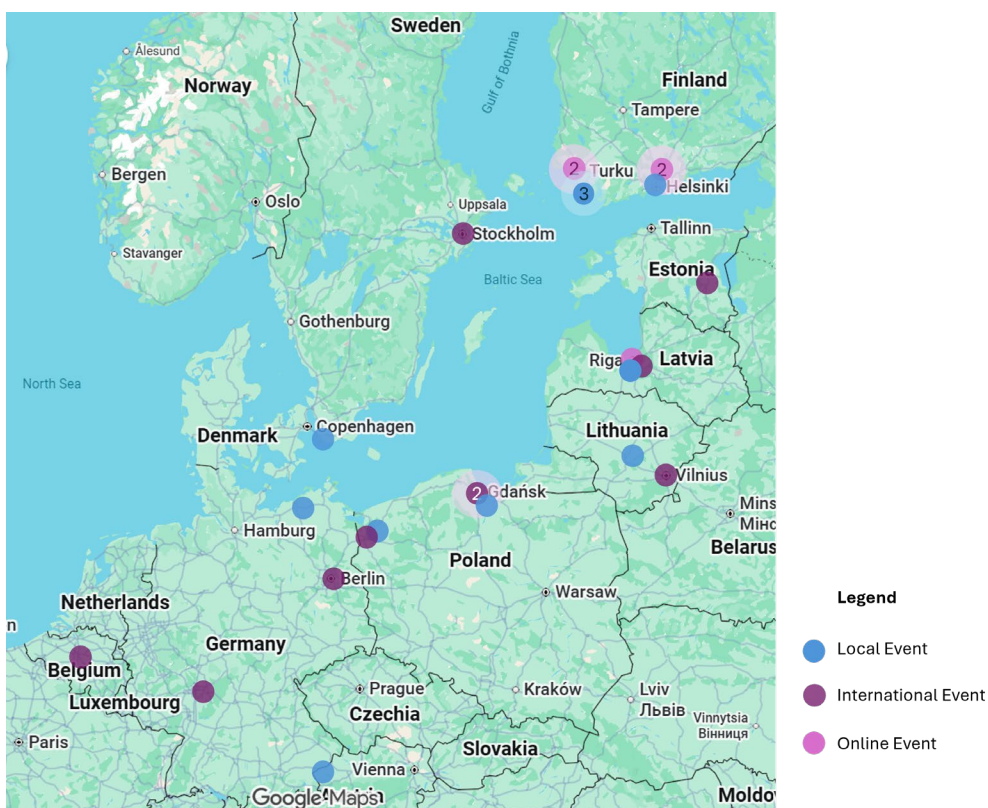 Sweden
Ålesund
Norway
Gulf of Bothnia
Finland
Tampere
Bergen
2
Turku
2
3
Helsinki
Oslo
Uppsala
Stockholm
Tallinn
Stavanger
Baltic Sea
Estonia
Gothenburg
Riga
Latvia
North Sea
Copenhagen
Denmark
Lithuania
Vilnius
2
Gdańsk
Hamburg
Mins
Мінс
Belarus
Poland
Berlin
Warsaw
Netherlands
n
Germany
Belgium
Luxembourg
Prague
Kraków
Lviv
Львів
Czechia
Vinnytsia
Вінниця
Paris
Slovakia
Vienna
Google Maps
Moldo
Legend
Local Event
International Event
Online Event